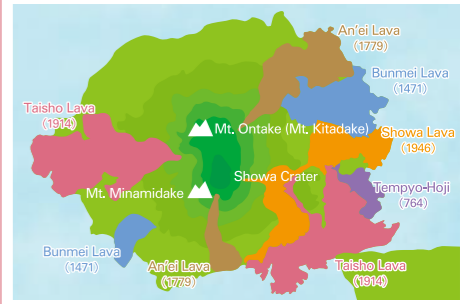 An'ei Lava
(1779)
Bunmei Lava
(1471)
Taisho Lava
(1914)
Mt. Ontake (Mt. Kitadake)
Showa Lava
(1946)
Showa Crater
Mt. Minamidake
Tempyo-Hoji
(764)
Bunmei Lava
(1471)
An'ei Lava
(1779)
Taisho Lava
(1914)